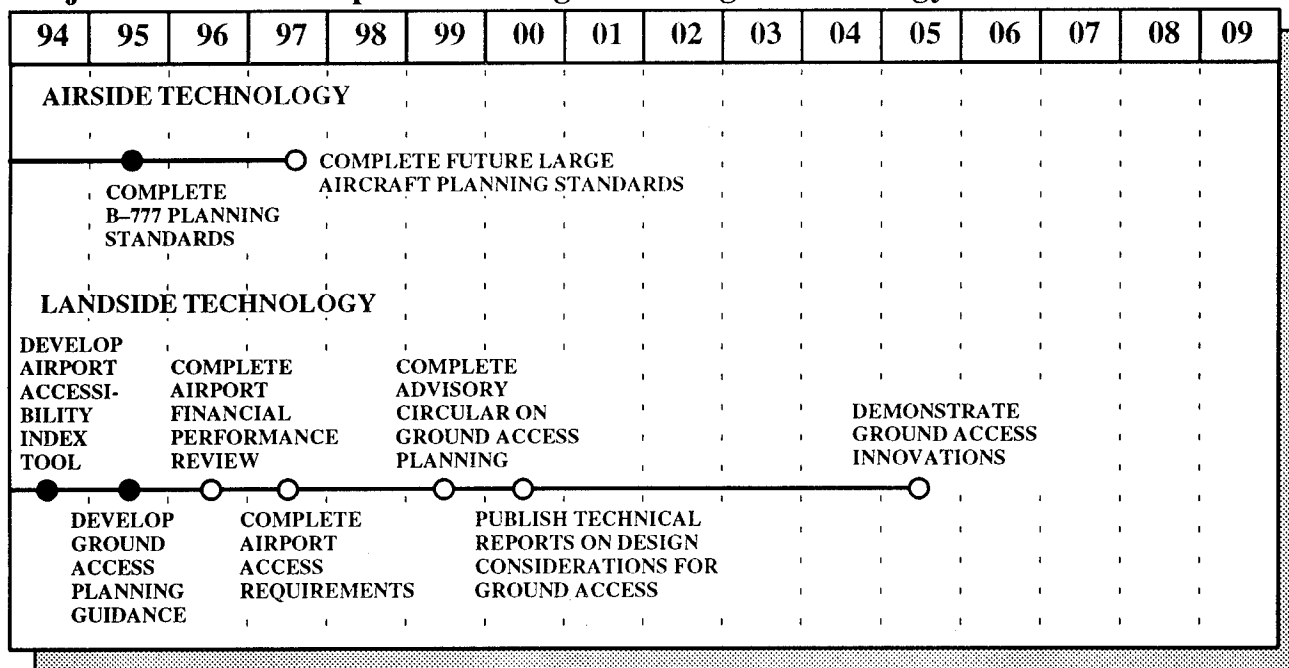 94 95 96 97 98 99 00 01 02 03 04 05 06 07 08 09
AIRSIDE TECHNOLOGY
COMPLETE
B–777 PLANNING
STANDARDS
COMPLETE FUTURE LARGE
AIRCRAFT PLANNING STANDARDS
LANDSIDE TECHNOLOGY
DEVELOP
AIRPORT
ACCESSI-
BILITY
INDEX
TOOL
DEVELOP
GROUND
ACCESS
PLANNING
GUIDANCE
COMPLETE
AIRPORT
FINANCIAL
PERFORMANCE
REVIEW
COMPLETE
AIRPORT
ACCESS
REQUIREMENTS
COMPLETE
ADVISORY
CIRCULAR ON
GROUND ACCESS
PLANNING
PUBLISH TECHNICAL
REPORTS ON DESIGN
CONSIDERATIONS FOR
GROUND ACCESS
DEMONSTRATE
GROUND ACCESS
INNOVATIONS